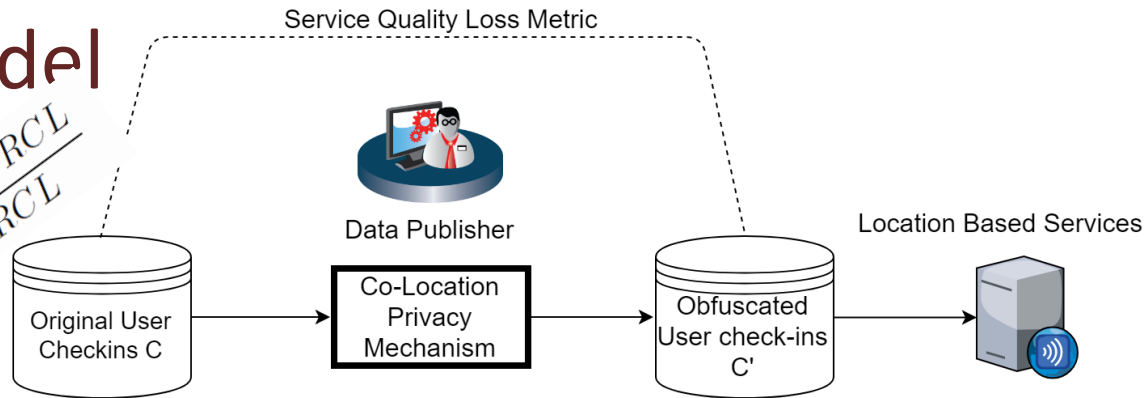 Service Quality Loss Metric
del
RCL
RCL
Data Publisher
Location Based Services
Original User
Checkins C
Co-Location
Privacy
Mechanism
Obfuscated
User check-ins
C'